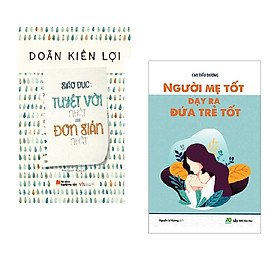 DOÃN KIẾN LỢI
GIÁO DỤC
TUYỆT VỜI
NHẤT
ĐƠN GIẢN
NHẤT
CAO TIỂU DƯƠNG
NGƯỜI MẸ TỐT
DẠY RA
ĐỨA TRẺ TỐT